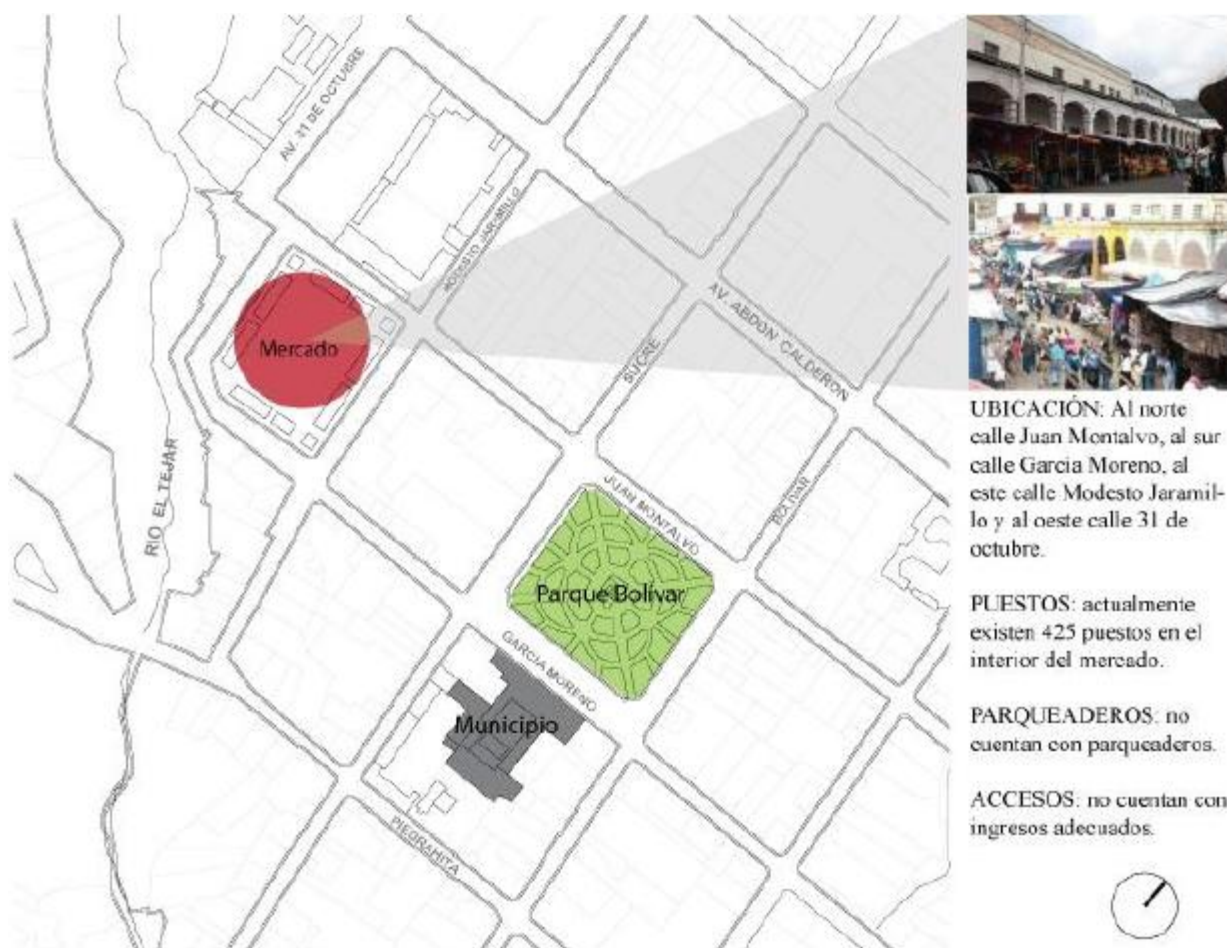 AV. 31 DE OCTUBRE
MODESTO JARAMILLO
Mercado
AV. ABDON CALDERON
SUCRE
RIO EL TEJAR
JUAN MONTALVO
BOLIVAR
Parque Bolívar
GARCIA MORENO
Municipio
PIEDRAHITA
UBICACIÓN: Al norte
calle Juan Montalvo, al sur
calle Garcia Moreno, al
este calle Modesto Jaramil-
lo y al oeste calle 31 de
octubre.
PUESTOS: actualmente
existen 425 puestos en el
interior del mercado.
PARQUEADEROS: no
cuentan con parqueaderos.
ACCESOS: no cuentan con
ingresos adecuados.